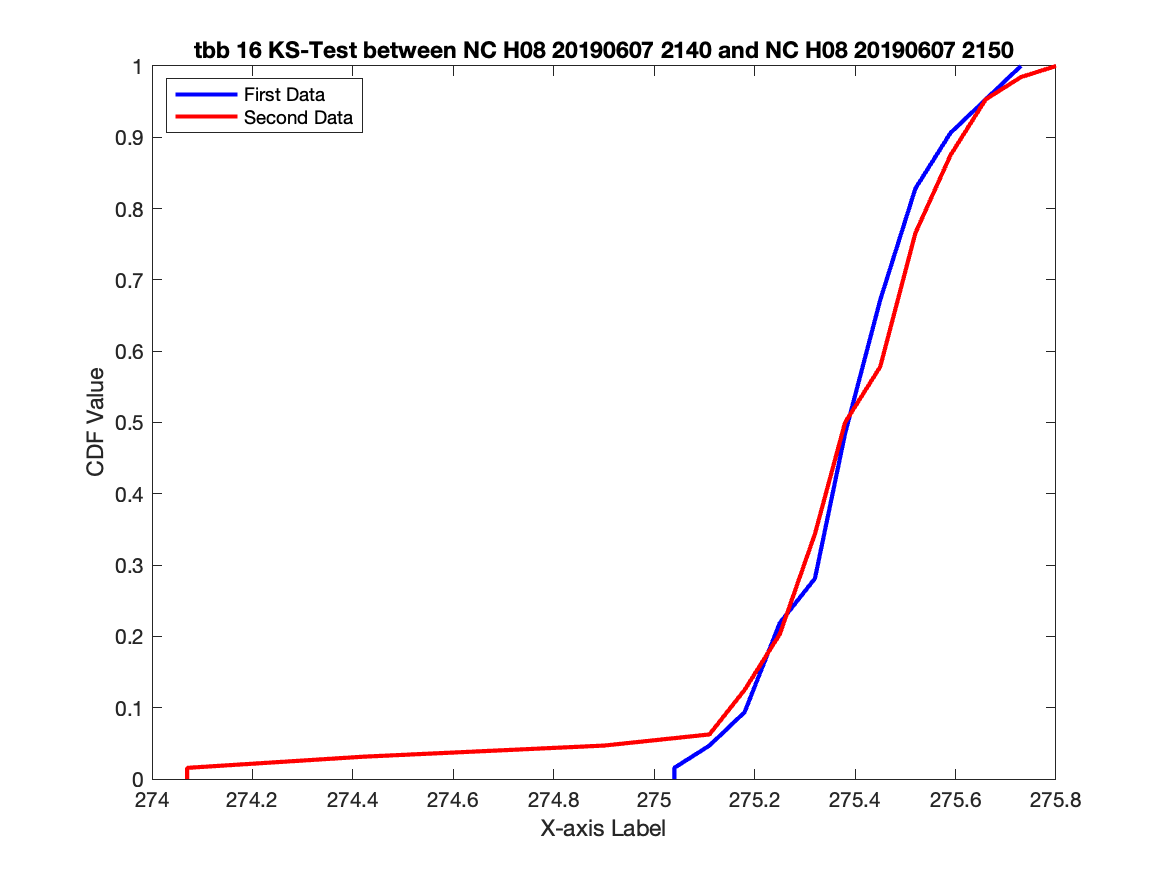 tbb 16 KS-Test between NC H08 20190607 2140 and NC H08 20190607 2150
First Data
Second Data
1
0.9
0.8
0.7
0.6
0.5
0.4
0.3
0.2
0.1
0
CDF Value
274 274.2 274.4 274.6 274.8 275 275.2 275.4 275.6 275.8
X-axis Label